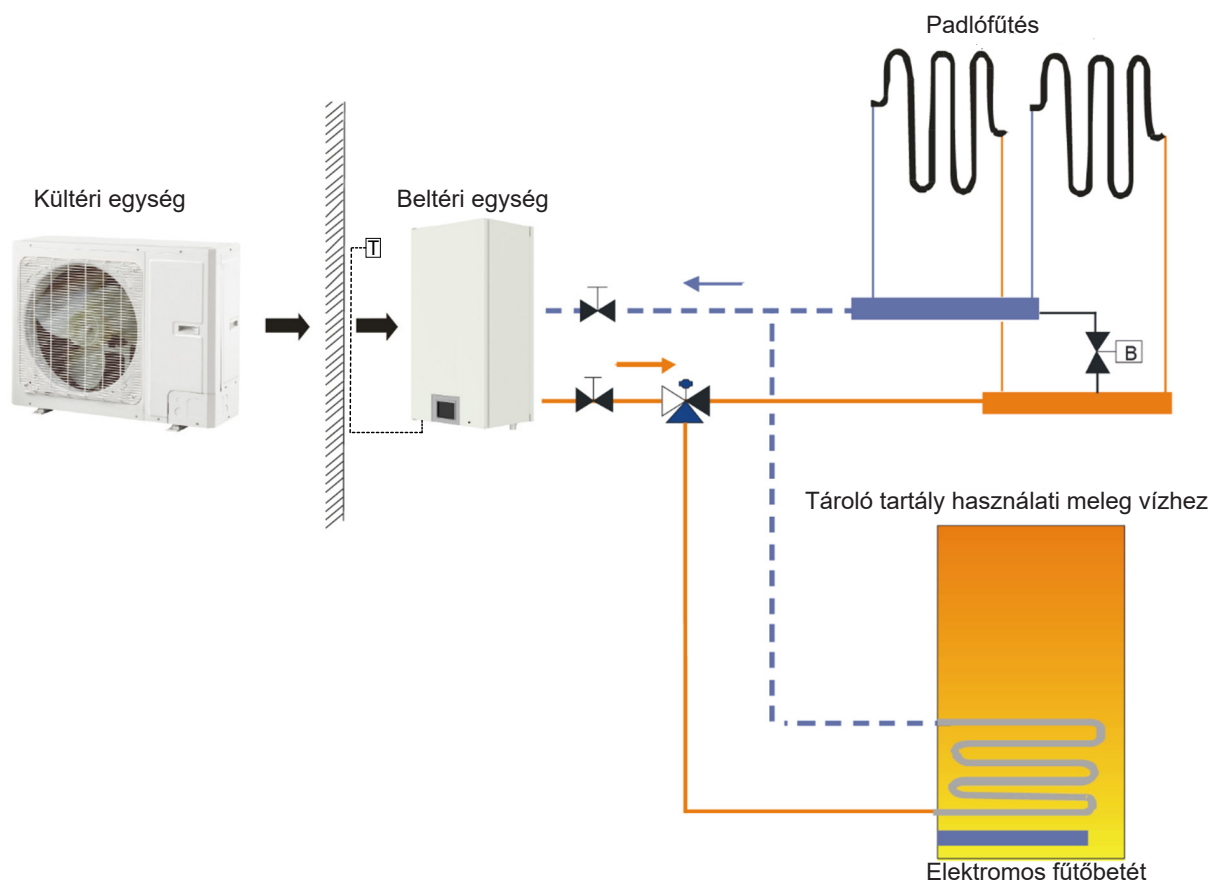 Padlófűtés
Kültéri egység
Beltéri egység
T
B
Tároló tartály használati meleg vízhez
Elektromos fűtőbetét